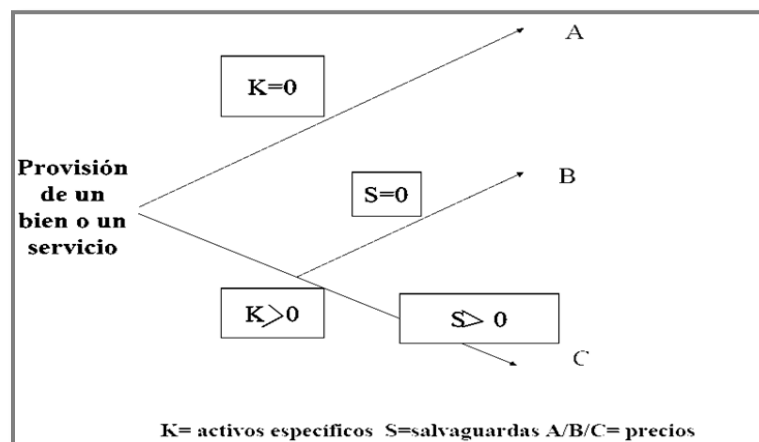 A
K=0
Provisión
de un
bien o un
servicio
S=0
B
K>0
S> 0
C
K= activos específicos S=salvaguardas A/B/C= precios